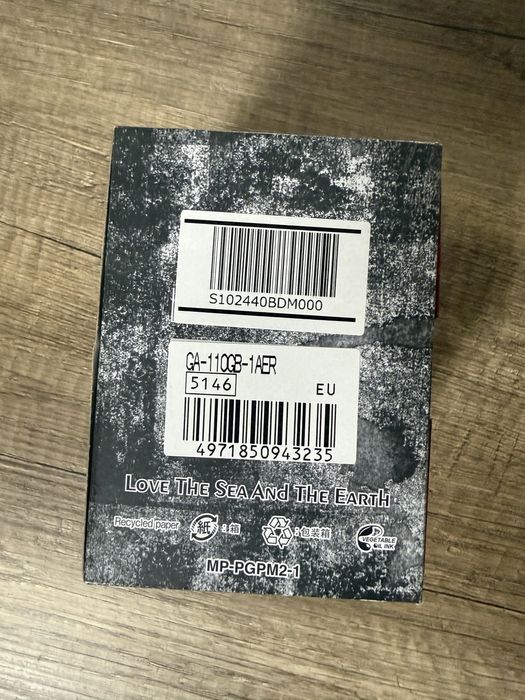 S102440BDM000
GA-110GB-1AER
5146
EU
4971850943235
LOVE THE SEA AND THE EARTH
Recycled paper 紙 :箱 :包装箱 VEGETABLE OIL INK
MP-PGPM2-1